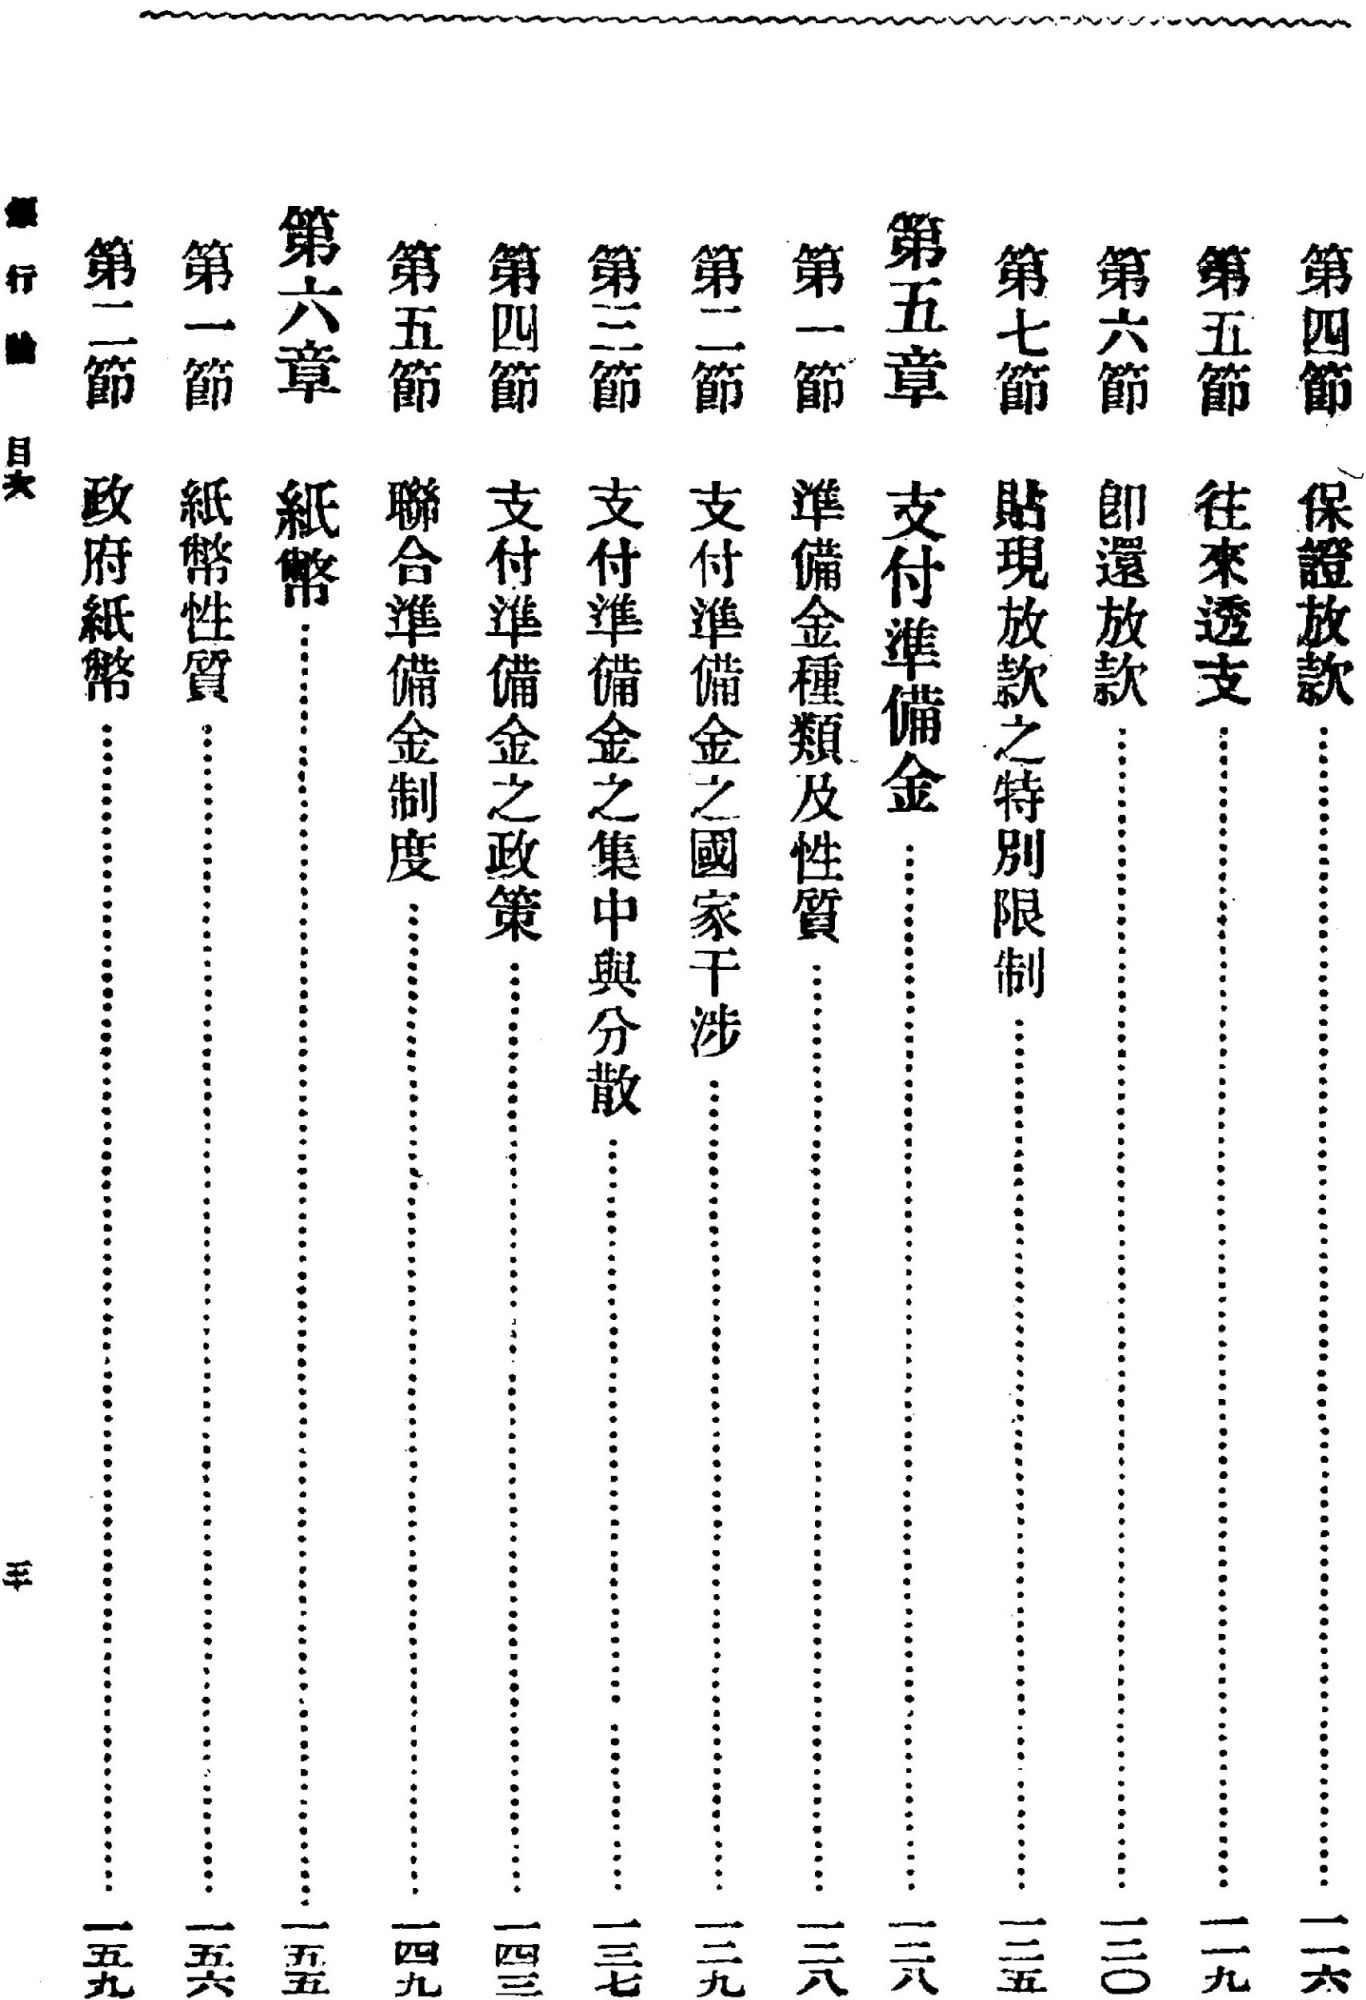 第四節 保證放款⋯⋯⋯⋯一一六
第五節 往來透支⋯⋯⋯⋯一一九
第六節 卽還放款⋯⋯⋯⋯一二〇
第七節 貼現放款之特別限制⋯⋯⋯⋯一二五
第五章 支付準備金⋯⋯⋯⋯一二八
第一節 準備金種類及性質⋯⋯⋯⋯一二八
第二節 支付準備金之國家干涉⋯⋯⋯⋯一二九
第三節 支付準備金之集中與分散⋯⋯⋯⋯一三七
第四節 支付準備金之政策⋯⋯⋯⋯一四三
第五節 聯合準備金制度⋯⋯⋯⋯一四九
第六章 紙幣⋯⋯⋯⋯一五五
第一節 紙幣性質⋯⋯⋯⋯一五六
第二節 政府紙幣⋯⋯⋯⋯一五九
銀行論 目次